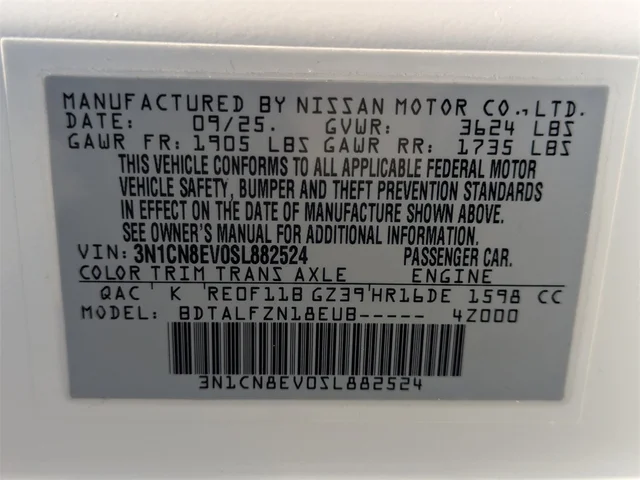 MANUFACTURED BY NISSAN MOTOR CO.,LTD.
DATE: 09/25. GVWR: 3624 LBS
GAWR FR: 1905 LBS GAWR RR: 1735 LBS
THIS VEHICLE CONFORMS TO ALL APPLICABLE FEDERAL MOTOR
VEHICLE SAFETY, BUMPER AND THEFT PREVENTION STANDARDS
IN EFFECT ON THE DATE OF MANUFACTURE SHOWN ABOVE.
SEE OWNER'S MANUAL FOR ADDITIONAL INFORMATION.
VIN: 3N1CN8EV0SL882524 PASSENGER CAR.
COLOR TRIM TRANS AXLE ENGINE
QAC K RE0F11B GZ39 HR16DE 1598 CC
MODEL: BDTALFZN18EUB----- 4Z000
3N1CN8EV0SL882524